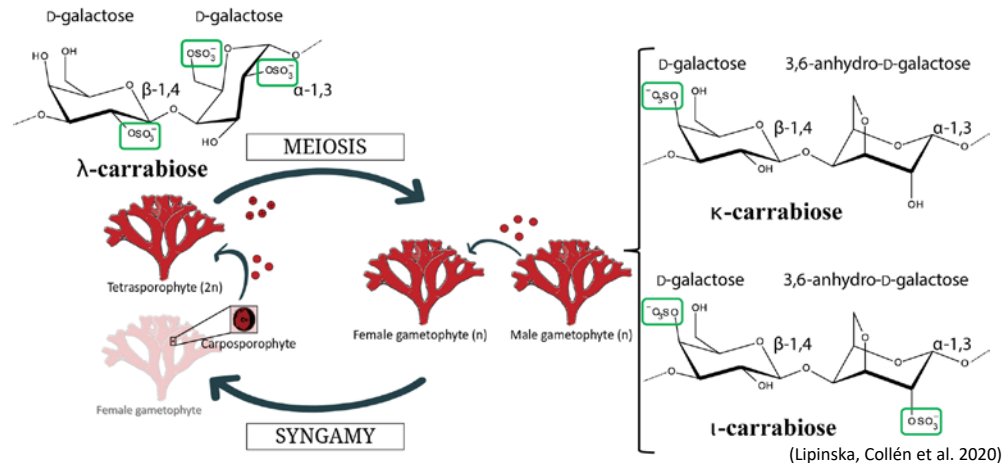 D-galactose D-galactose
OSO₃⁻
OH
OH
β-1,4
O
O
O
OSO₃⁻
α-1,3
O
O
OSO₃⁻
HO
λ-carrabiose
MEIOSIS
Tetrasporophyte (2n)
Carposporophyte
Female gametophyte
Female gametophyte (n) Male gametophyte (n)
SYNGAMY
D-galactose 3,6-anhydro-D-galactose
⁻O₃SO
OH
O
β-1,4
O
α-1,3
O
O
O
O
OH
OH
κ-carrabiose
D-galactose 3,6-anhydro-D-galactose
⁻O₃SO
OH
O
β-1,4
O
α-1,3
O
O
O
O
OH
OSO₃⁻
ι-carrabiose
(Lipinska, Collén et al. 2020)